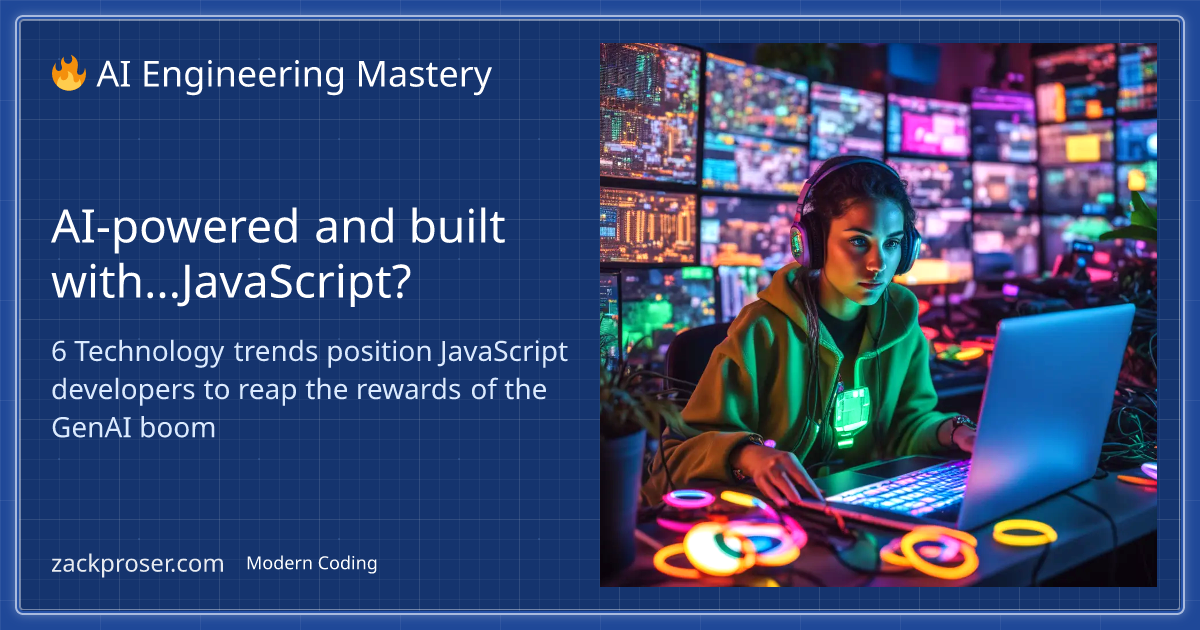 🔥 AI Engineering Mastery
AI-powered and built
with...JavaScript?
6 Technology trends position JavaScript
developers to reap the rewards of the
GenAI boom
zackproser.com Modern Coding